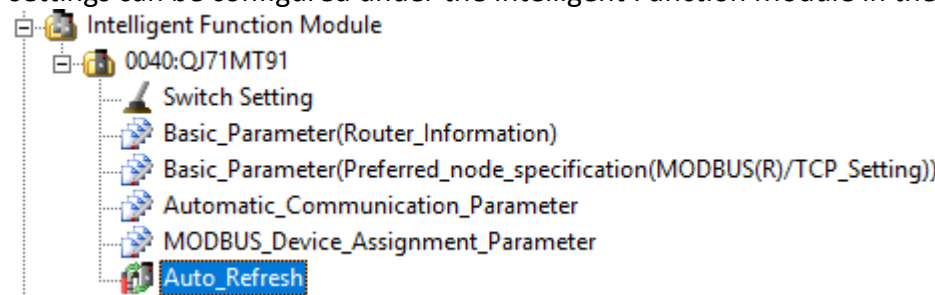 settings can be configured under the Intelligent Function Module in the
Intelligent Function Module
0040:QJ71MT91
Switch Setting
Basic_Parameter(Router_Information)
Basic_Parameter(Preferred_node_specification(MODBUS(R)/TCP_Setting))
Automatic_Communication_Parameter
MODBUS_Device_Assignment_Parameter
Auto_Refresh